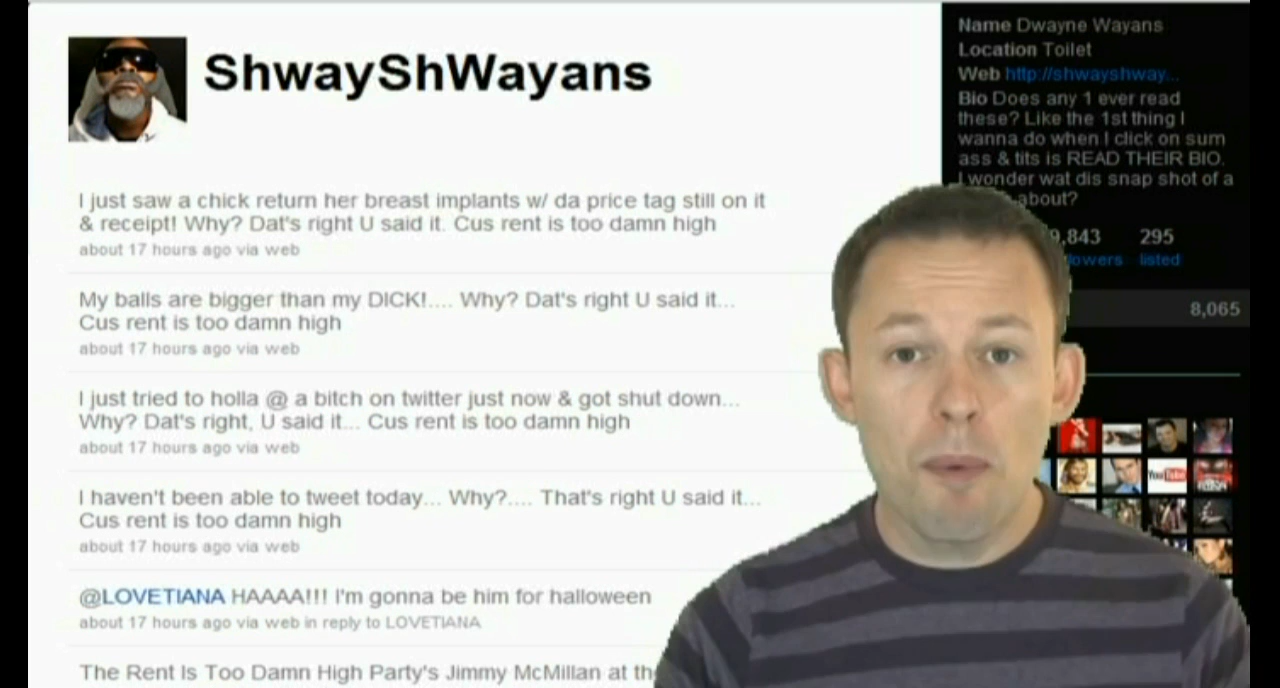 ShwayShWayans
I just saw a chick return her breast implants w/ da price tag still on it
& receipt! Why? Dat's right U said it. Cus rent is too damn high
about 17 hours ago via web
My balls are bigger than my DICK!.... Why? Dat's right U said it...
Cus rent is too damn high
about 17 hours ago via web
I just tried to holla @ a bitch on twitter just now & got shut down...
Why? Dat's right, U said it... Cus rent is too damn high
about 17 hours ago via web
I haven't been able to tweet today... Why?.... That's right U said it...
Cus rent is too damn high
about 17 hours ago via web
@LOVETIANA HAAAA!!! I'm gonna be him for halloween
about 17 hours ago via web in reply to LOVETIANA
The Rent Is Too Damn High Party's Jimmy McMillan at
Name Dwayne Wayans
Location Toilet
Web http://shwayshway...
Bio Does any 1 ever read
these? Like the 1st thing I
wanna do when I click on sum
ass & tits is READ THEIR BIO.
I wonder wat dis snap shot of a
about?
9,843 295
lowers listed
8,065
YouTube